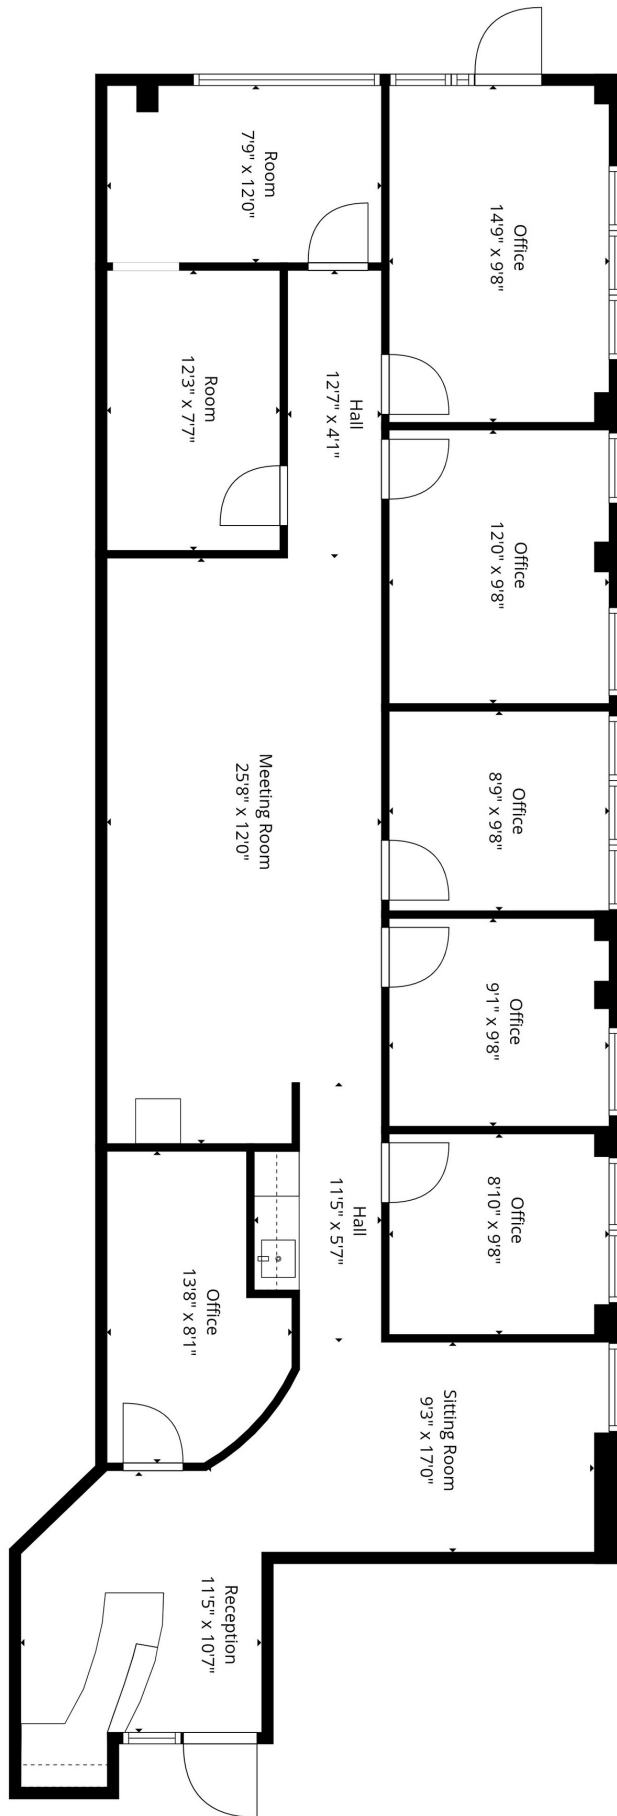 Room
7'9" x 12'0"
Office
14'9" x 9'8"
Room
12'3" x 7'7"
Hall
12'7" x 4'1"
Office
12'0" x 9'8"
Meeting Room
25'8" x 12'0"
Office
8'9" x 9'8"
Office
9'1" x 9'8"
Hall
11'5" x 5'7"
Office
8'10" x 9'8"
Office
13'8" x 8'1"
Sitting Room
9'3" x 17'0"
Reception
11'5" x 10'7"